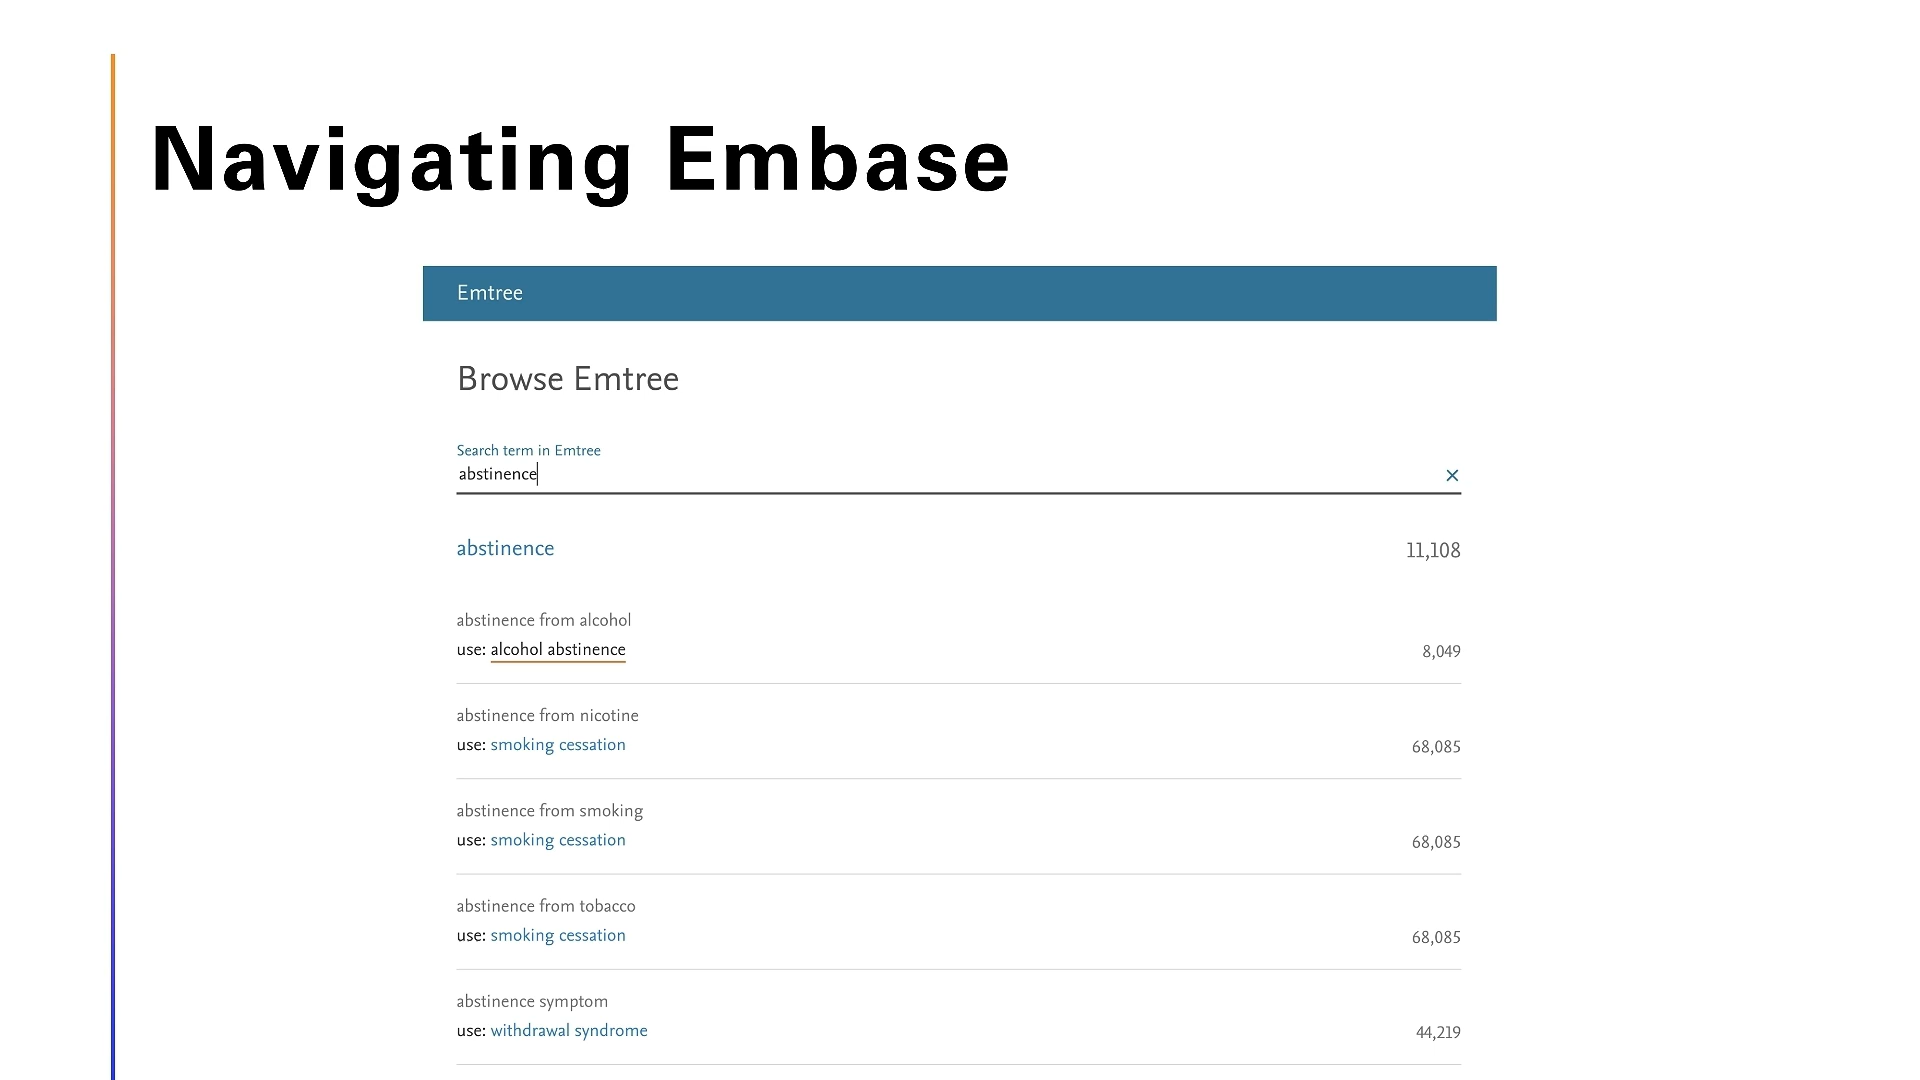 Navigating Embase
Emtree
Browse Emtree
Search term in Emtree
abstinence
abstinence 11,108
abstinence from alcohol
use: alcohol abstinence 8,049
abstinence from nicotine
use: smoking cessation 68,085
abstinence from smoking
use: smoking cessation 68,085
abstinence from tobacco
use: smoking cessation 68,085
abstinence symptom
use: withdrawal syndrome 44,219